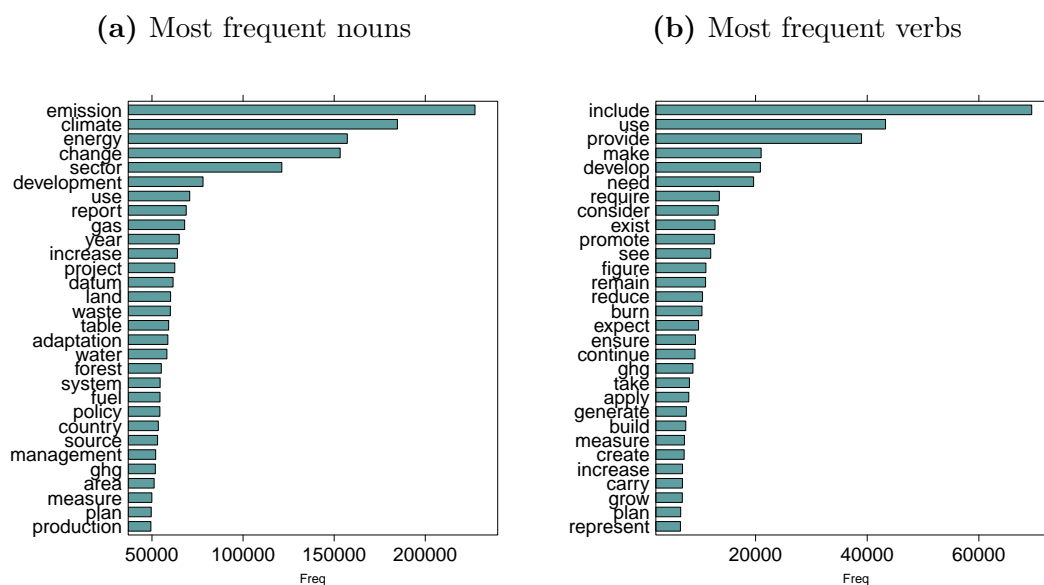 (a) Most frequent nouns
emission
climate
energy
change
sector
development
use
report
gas
year
increase
project
datum
land
waste
table
adaptation
water
forest
system
fuel
policy
country
source
management
ghg
area
measure
plan
production
50000 100000 150000 200000
Freq
(b) Most frequent verbs
include
use
provide
make
develop
need
require
consider
exist
promote
see
figure
remain
reduce
burn
expect
ensure
continue
ghg
take
apply
generate
build
measure
create
increase
carry
grow
plan
represent
20000 40000 60000
Freq